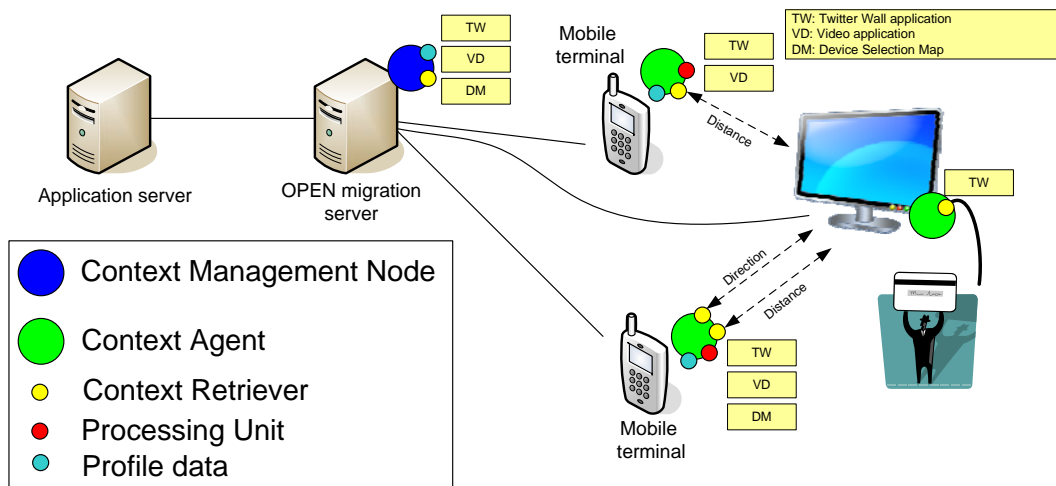 TW
VD
DM
Mobile
terminal
TW
VD
TW: Twitter Wall application
VD: Video application
DM: Device Selection Map
Distance
Application server
OPEN migration
server
TW
Context Management Node
Context Agent
Context Retriever
Processing Unit
Profile data
Direction
Distance
TW
VD
DM
Mobile
terminal